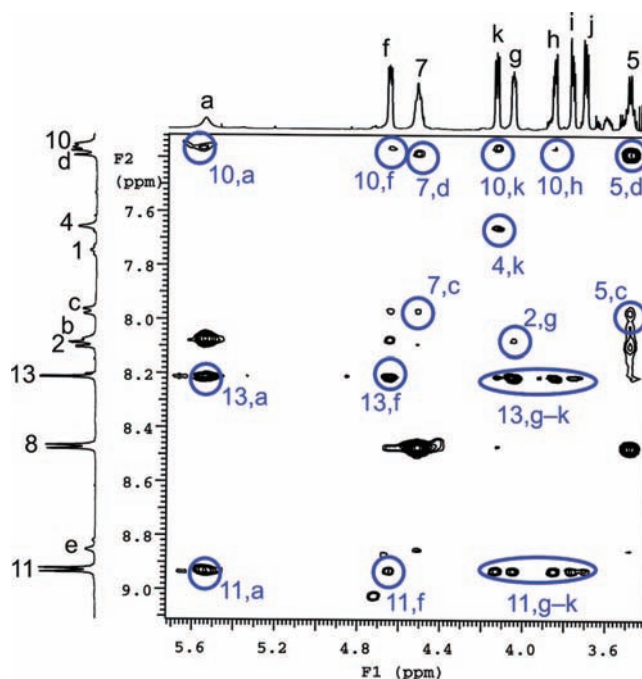 a f 7 k g h i j 5
10 F2
d (ppm)
10,a 10,f 7,d 10,k 10,h 5,d
4 7.6
1 4,k
7.8
c 7,c 5,c
8.0
b 2,g
2
13 8.2
13,a 13,f 13,g–k
8.4
8
8.6
e 8.8
11
9.0 11,a 11,f 11,g–k
5.6 5.2 4.8 4.4 4.0 3.6
F1 (ppm)